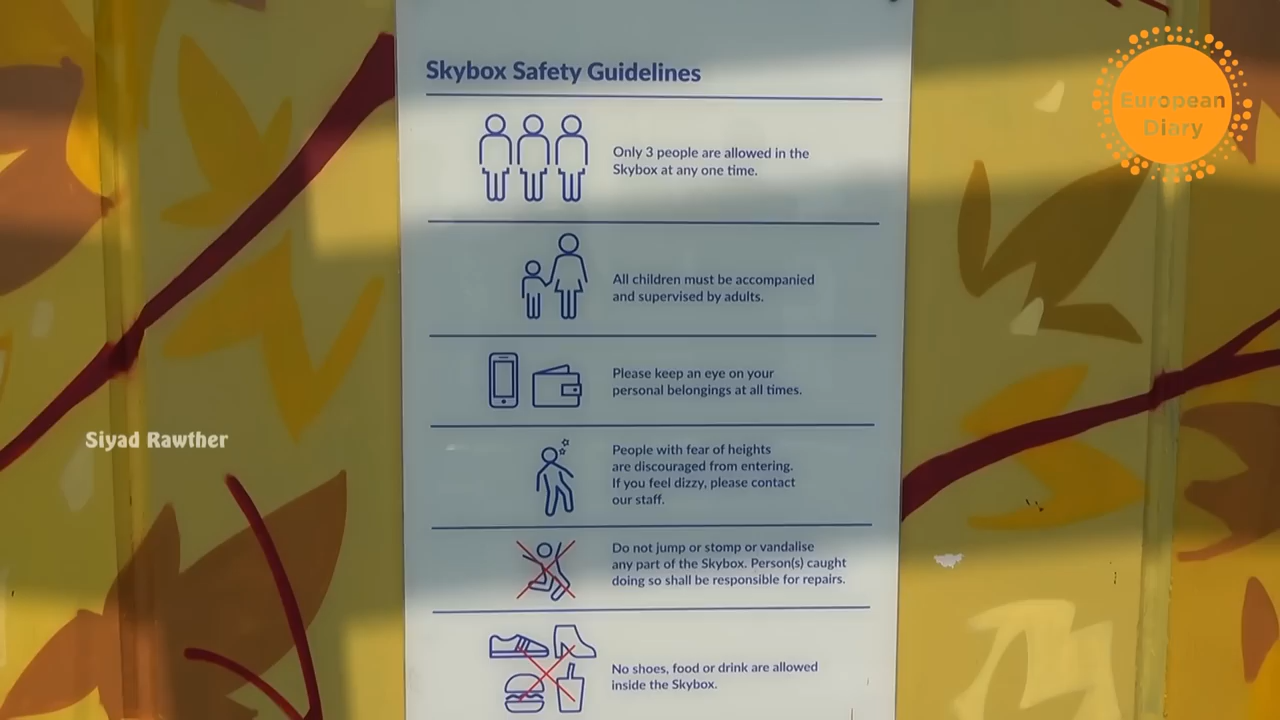 Skybox Safety Guidelines
European
Diary
Only 3 people are allowed in the
Skybox at any one time.
All children must be accompanied
and supervised by adults.
Please keep an eye on your
personal belongings at all times.
Siyad Rawther
People with fear of heights
are discouraged from entering.
If you feel dizzy, please contact
our staff.
Do not jump or stomp or vandalise
any part of the Skybox. Person(s) caught
doing so shall be responsible for repairs.
No shoes, food or drink are allowed
inside the Skybox.